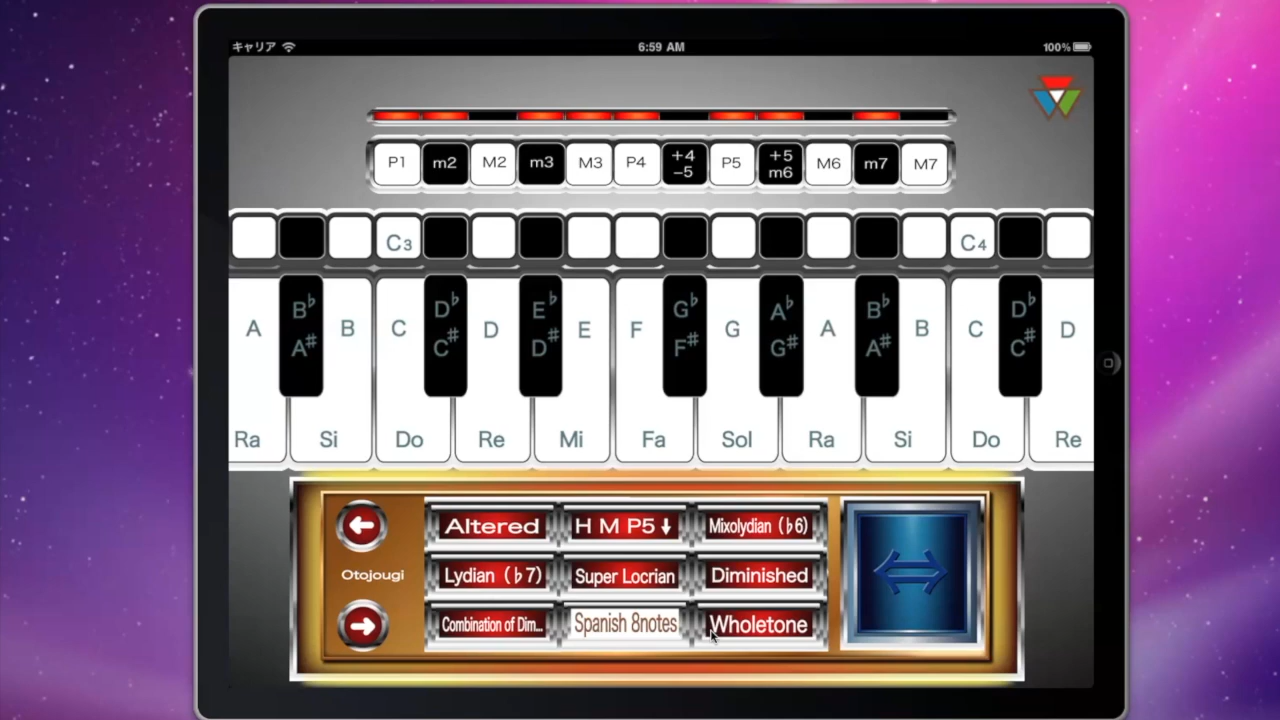 キャリア 6:59 AM 100%
P1 m2 M2 m3 M3 P4 +4 −5 P5 +5 m6 M6 m7 M7
C3 C4
A B♭ A♯ B C D♭ C♯ D E♭ D♯ E F G♭ F♯ G A♭ G♯ A B♭ A♯ B C D♭ C♯ D
Ra Si Do Re Mi Fa Sol Ra Si Do Re
Altered H M P5↓ Mixolydian (♭6)
Otojougi Lydian (♭7) Super Locrian Diminished
Combination of Dim... Spanish 8notes Wholetone